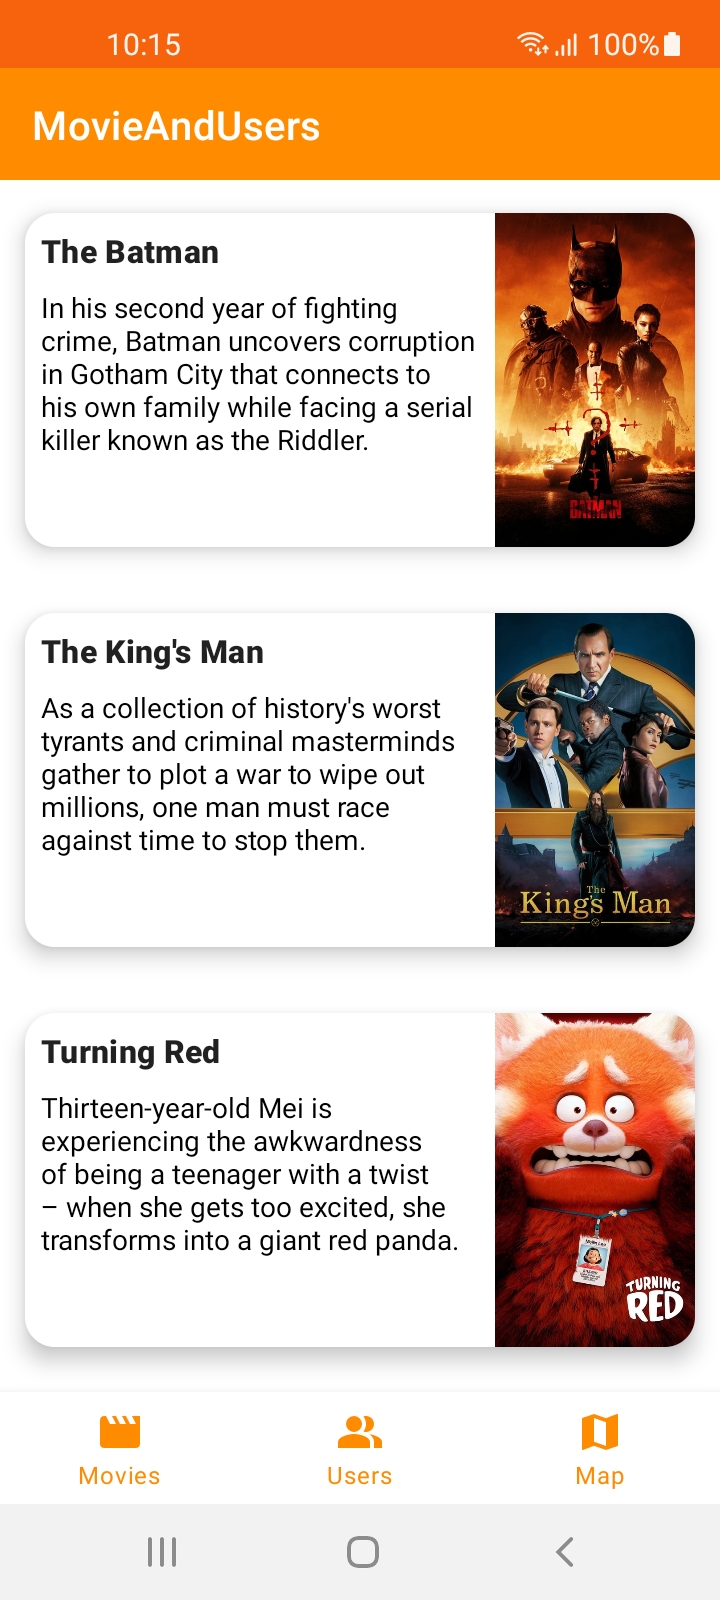 10:15
100%
MovieAndUsers
The Batman
In his second year of fighting
crime, Batman uncovers corruption
in Gotham City that connects to
his own family while facing a serial
killer known as the Riddler.
BATMAN
The King's Man
As a collection of history's worst
tyrants and criminal masterminds
gather to plot a war to wipe out
millions, one man must race
against time to stop them.
The
King's Man
Turning Red
Thirteen-year-old Mei is
experiencing the awkwardness
of being a teenager with a twist
– when she gets too excited, she
transforms into a giant red panda.
TURNING
RED
Movies
Users
Map